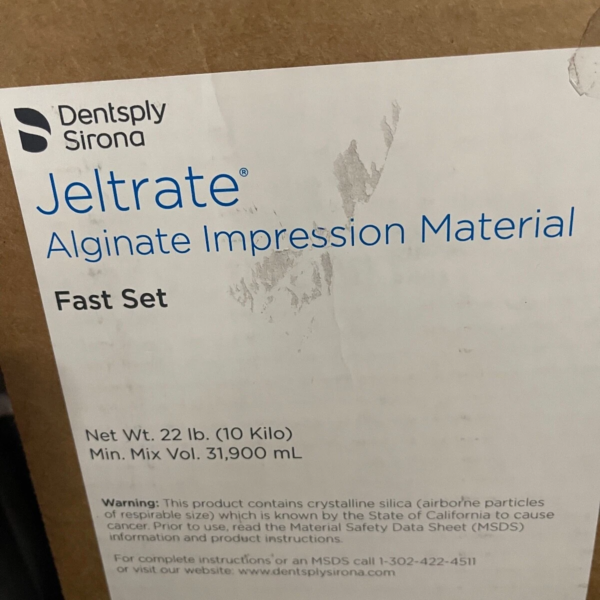 Dentsply
Sirona
Jeltrate®
Alginate Impression Material
Fast Set
Net Wt. 22 lb. (10 Kilo)
Min. Mix Vol. 31,900 mL
Warning: This product contains crystalline silica (airborne particles
of respirable size) which is known by the State of California to cause
cancer. Prior to use, read the Material Safety Data Sheet (MSDS)
information and product instructions.
For complete instructions or an MSDS call 1-302-422-4511
or visit our website: www.dentsplysirona.com